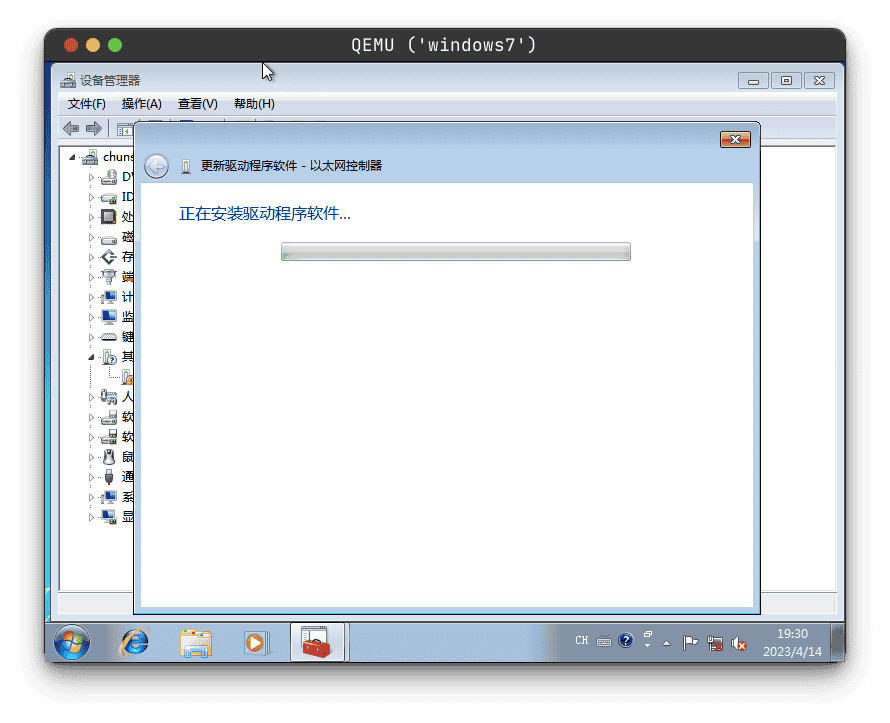 QEMU ('windows7')
设备管理器
文件(F) 操作(A) 查看(V) 帮助(H)
更新驱动程序软件 - 以太网控制器
正在安装驱动程序软件...
chuns
ID
处
磁
存
端
计
监
键
其
人
软
软
鼠
通
系
显
CH
19:30
2023/4/14